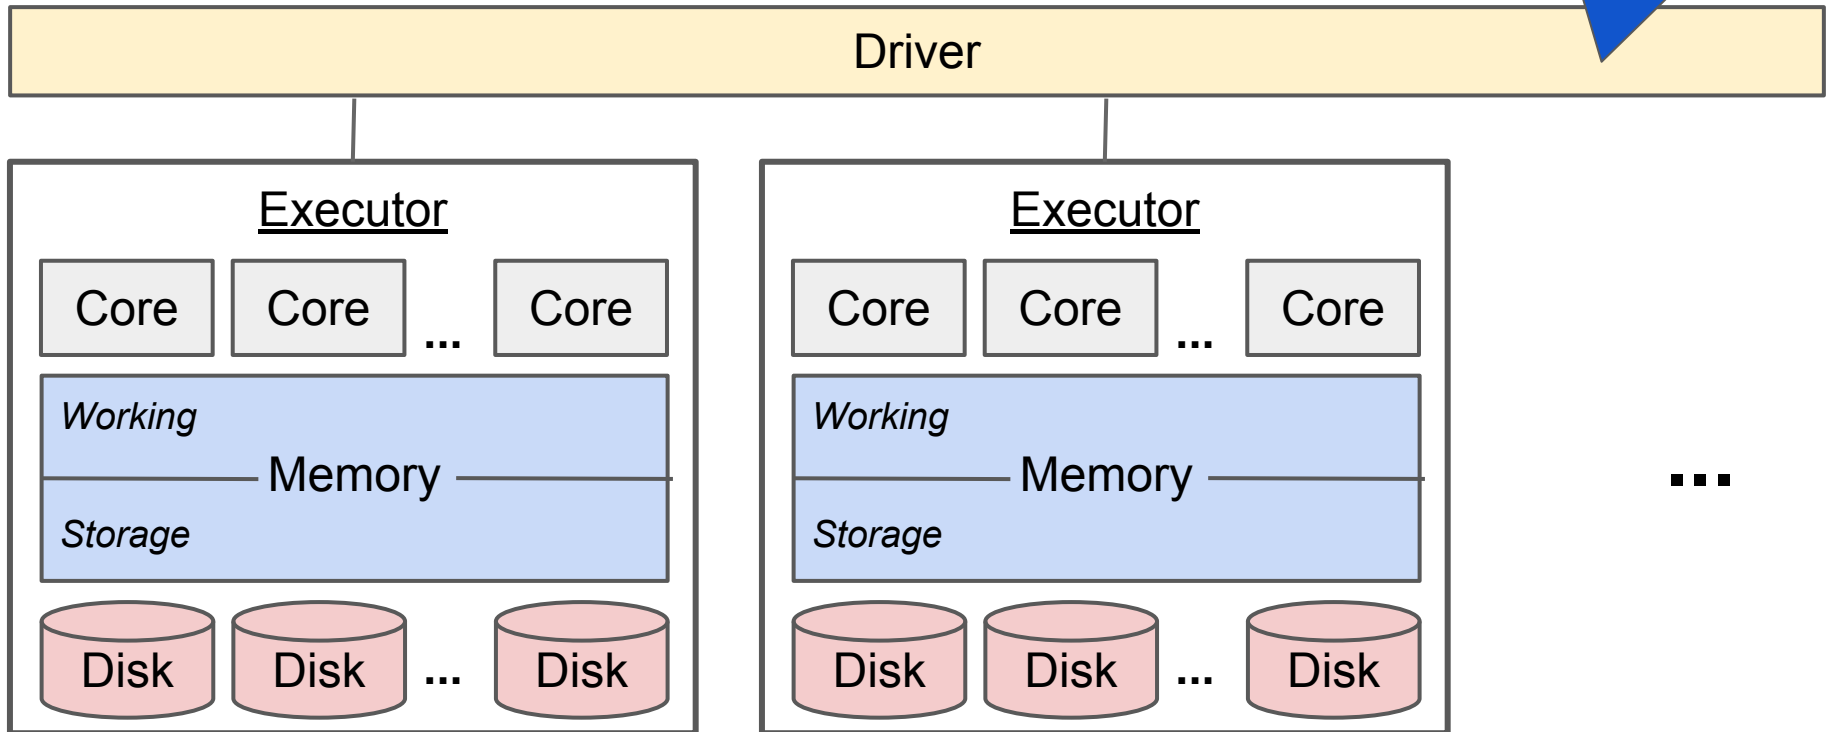 Driver
Executor Executor
Core Core ... Core Core Core ... Core
Working Working
Memory Memory ...
Storage Storage
Disk Disk ... Disk Disk Disk ... Disk